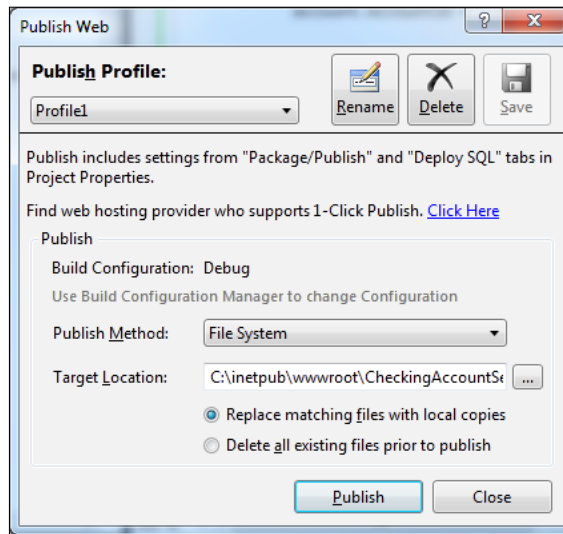 Publish Web
?
X
Publish Profile:
Profile1
Rename
Delete
Save
Publish includes settings from "Package/Publish" and "Deploy SQL" tabs in
Project Properties.
Find web hosting provider who supports 1-Click Publish. Click Here
Publish
Build Configuration: Debug
Use Build Configuration Manager to change Configuration
Publish Method: File System
Target Location: C:\inetpub\wwwroot\CheckingAccountSe ...
Replace matching files with local copies
Delete all existing files prior to publish
Publish
Close